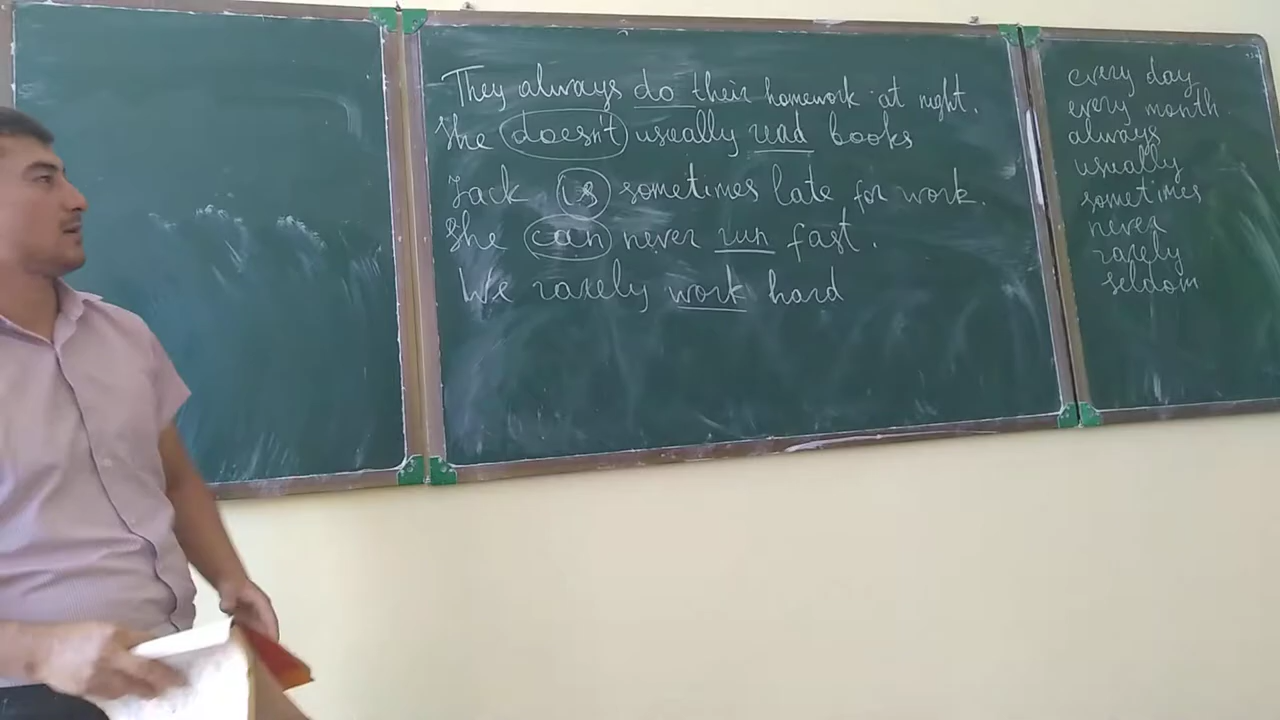 They always do their homework at night.
She doesn't usually read books
Jack is sometimes late for work.
She can never run fast.
We rarely work hard
every day
every month
always
usually
sometimes
never
rarely
seldom